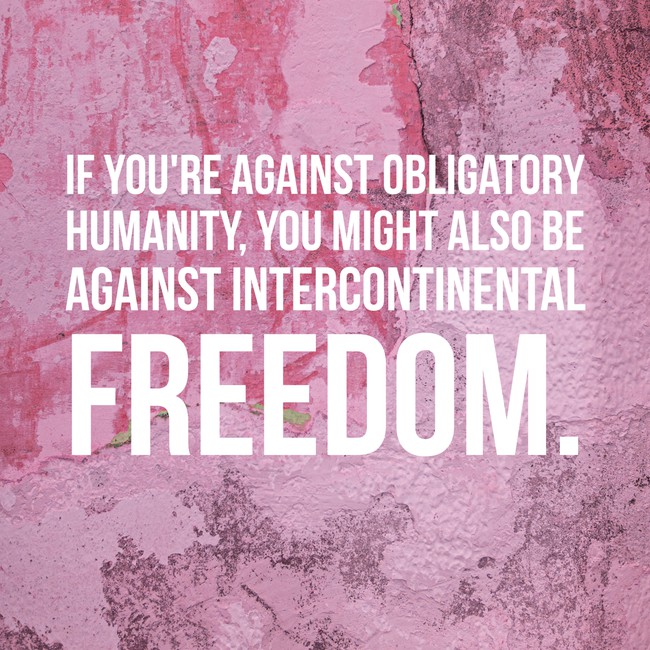 IF YOU'RE AGAINST OBLIGATORY
HUMANITY, YOU MIGHT ALSO BE
AGAINST INTERCONTINENTAL
FREEDOM.